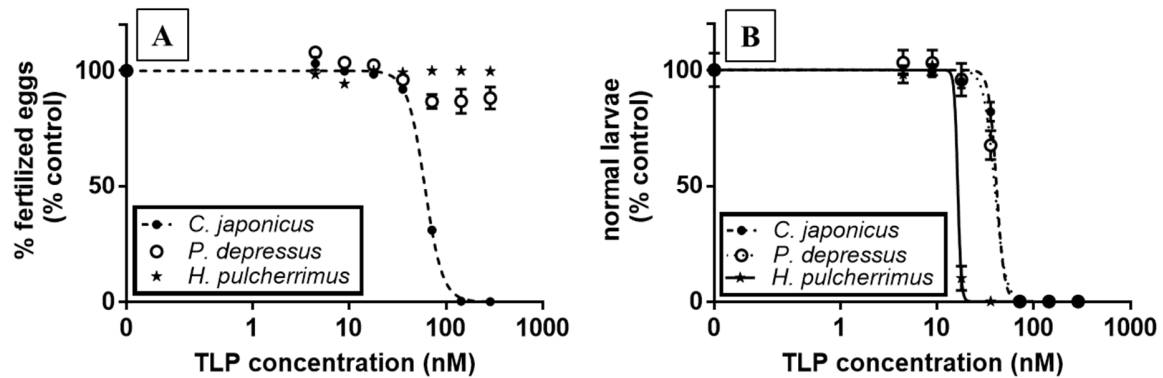 A
% fertilized eggs
(% control)
100
50
0
C. japonicus
P. depressus
H. pulcherrimus
0 1 10 100 1000
TLP concentration (nM)
B
normal larvae
(% control)
100
50
0
C. japonicus
P. depressus
H. pulcherrimus
0 1 10 100 1000
TLP concentration (nM)